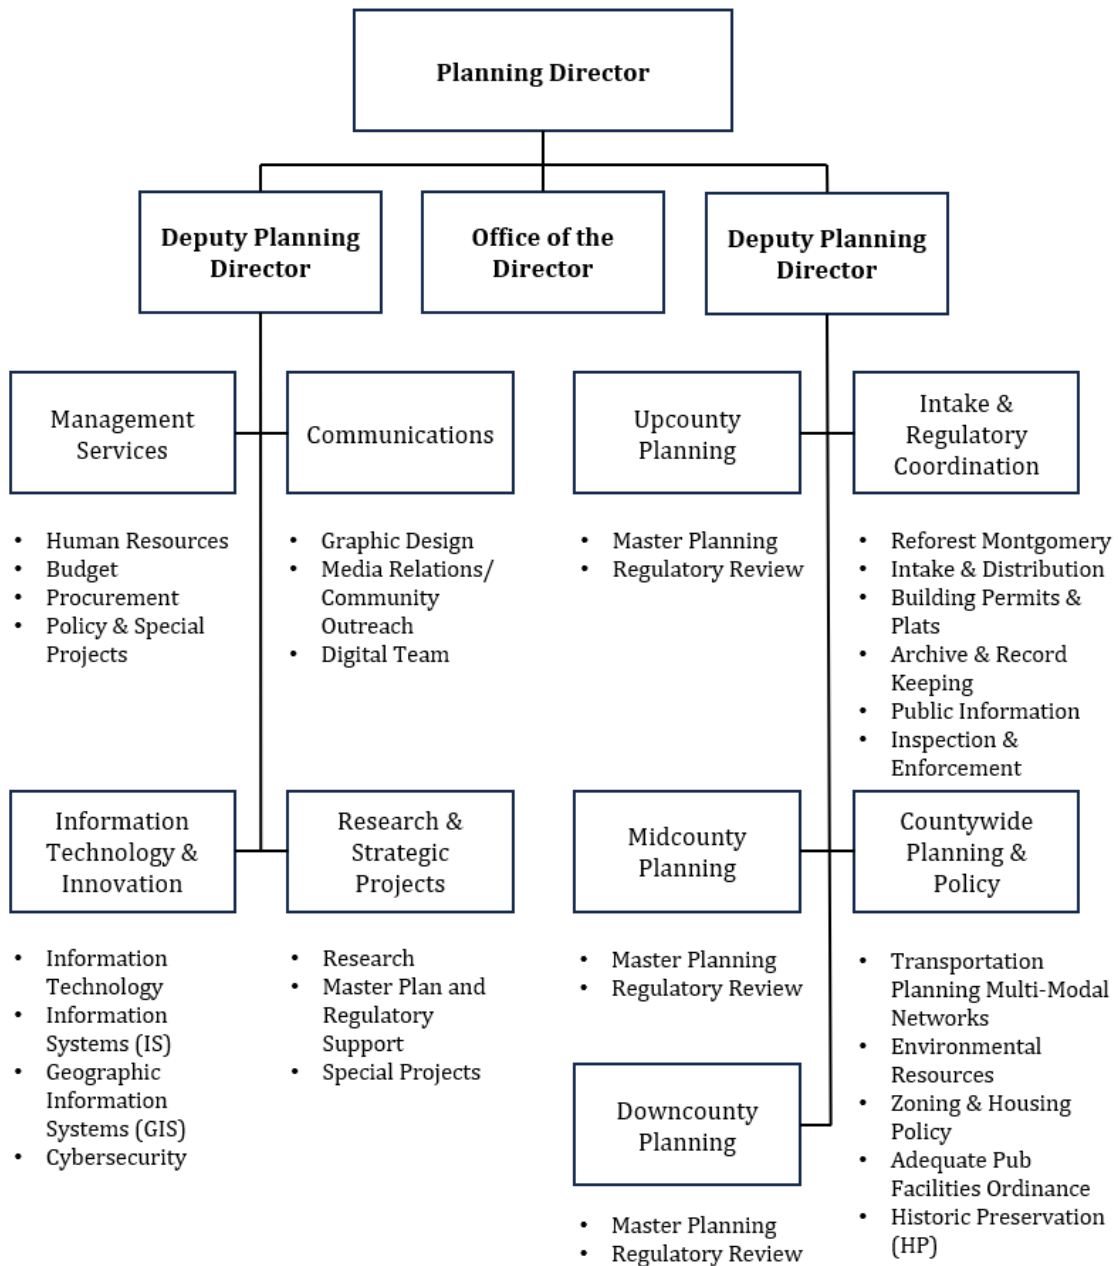 Planning Director
Deputy Planning
Director
Office of the
Director
Deputy Planning
Director
Management
Services
• Human Resources
• Budget
• Procurement
• Policy & Special
Projects
Communications
• Graphic Design
• Media Relations/
Community
Outreach
• Digital Team
Upcounty
Planning
• Master Planning
• Regulatory Review
Intake &
Regulatory
Coordination
• Reforest Montgomery
• Intake & Distribution
• Building Permits &
Plats
• Archive & Record
Keeping
• Public Information
• Inspection &
Enforcement
Information
Technology &
Innovation
• Information
Technology
• Information
Systems (IS)
• Geographic
Information
Systems (GIS)
• Cybersecurity
Research &
Strategic
Projects
• Research
• Master Plan and
Regulatory
Support
• Special Projects
Midcounty
Planning
• Master Planning
• Regulatory Review
Countywide
Planning &
Policy
• Transportation
Planning Multi-Modal
Networks
• Environmental
Resources
• Zoning & Housing
Policy
• Adequate Pub
Facilities Ordinance
• Historic Preservation
(HP)
Downcounty
Planning
• Master Planning
• Regulatory Review